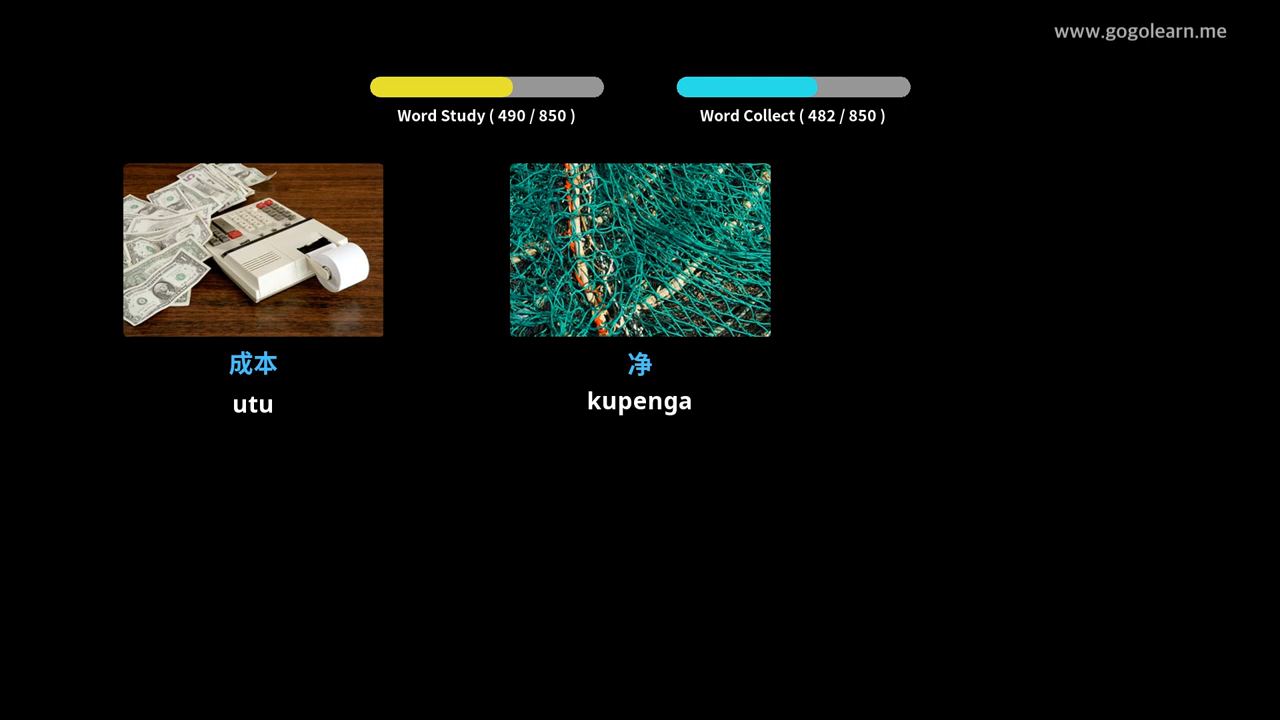 www.gogolearn.me
Word Study ( 490 / 850 )
Word Collect ( 482 / 850 )
成本
utu
净
kupenga